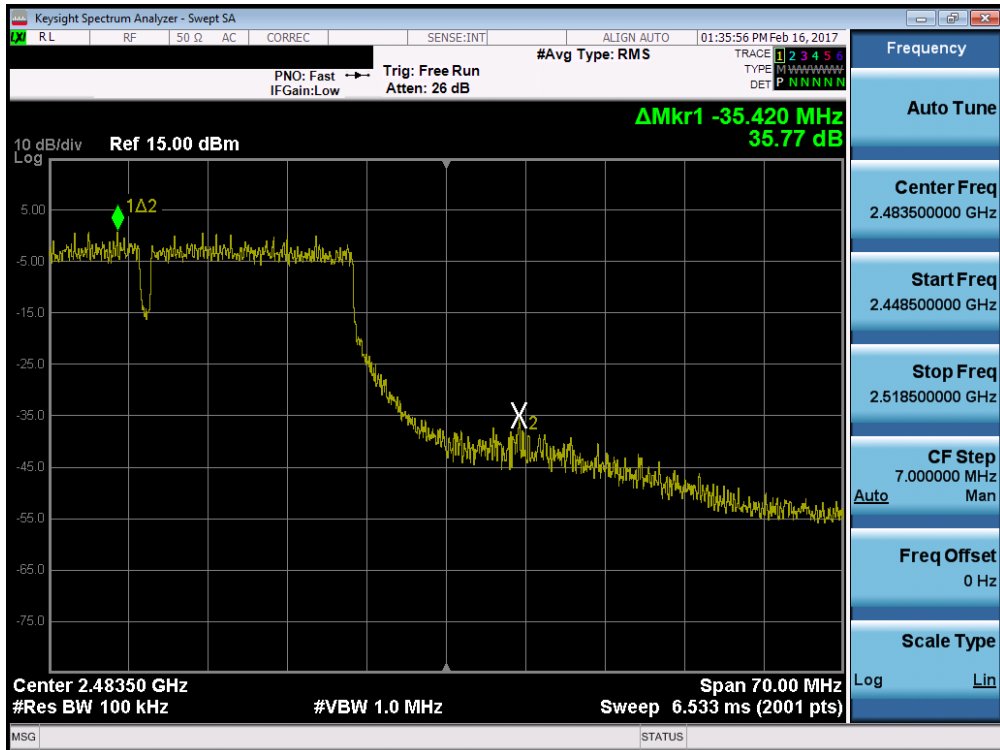 Keysight Spectrum Analyzer - Swept SA
LXI RL RF 50 Ω AC CORREC SENSE:INT ALIGN AUTO 01:35:56 PM Feb 16, 2017
#Avg Type: RMS
TRACE 1 2 3 4 5 6
TYPE M W W W W W
DET P N N N N N
PNO: Fast Trig: Free Run
IFGain:Low Atten: 26 dB
ΔMkr1 -35.420 MHz
35.77 dB
10 dB/div Ref 15.00 dBm
Log
1Δ2
5.00
-5.00
-15.0
-25.0
-35.0
X2
-45.0
-55.0
-65.0
-75.0
Center 2.48350 GHz Span 70.00 MHz
#Res BW 100 kHz #VBW 1.0 MHz Sweep 6.533 ms (2001 pts)
MSG STATUS
Frequency
Auto Tune
Center Freq
2.483500000 GHz
Start Freq
2.448500000 GHz
Stop Freq
2.518500000 GHz
CF Step
7.000000 MHz
Auto Man
Freq Offset
0 Hz
Scale Type
Log Lin